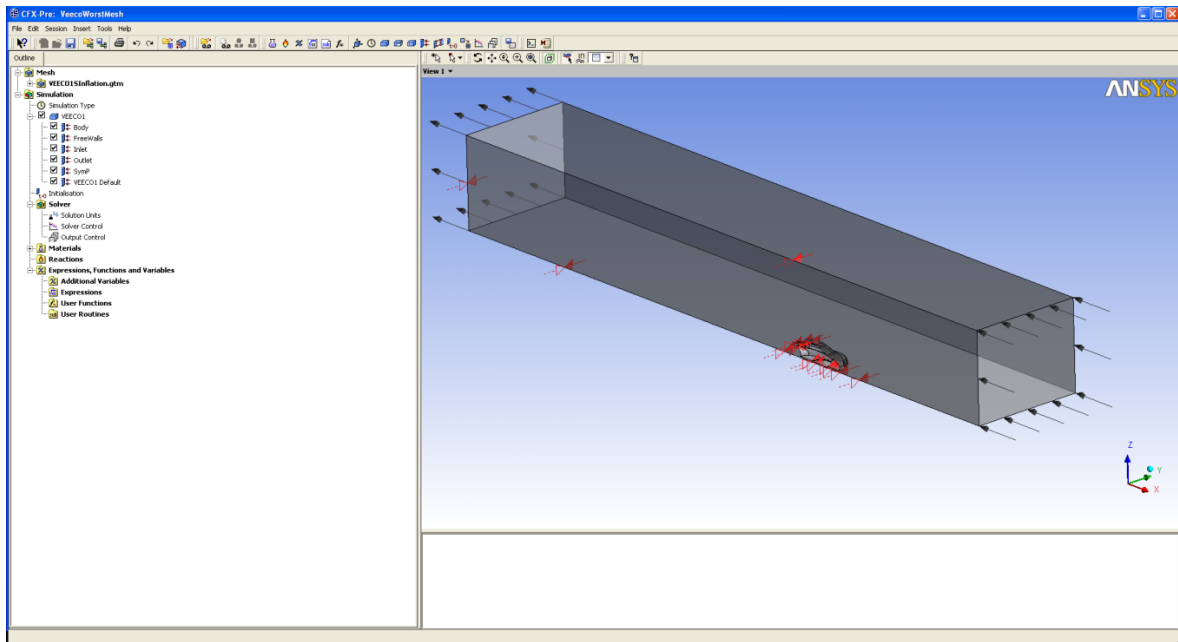 CFX-Pre: VeecoWorstMesh
File Edit Session Insert Tools Help
Outline
Mesh
VEECO1SInflation.gtm
Simulation
Simulation Type
VEECO1
Body
FreeWalls
Inlet
Outlet
SymP
VEECO1 Default
Initialisation
Solver
Solution Units
Solver Control
Output Control
Materials
Reactions
Expressions, Functions and Variables
Additional Variables
Expressions
User Functions
User Routines
View 1
ANSYS
Z
Y
X